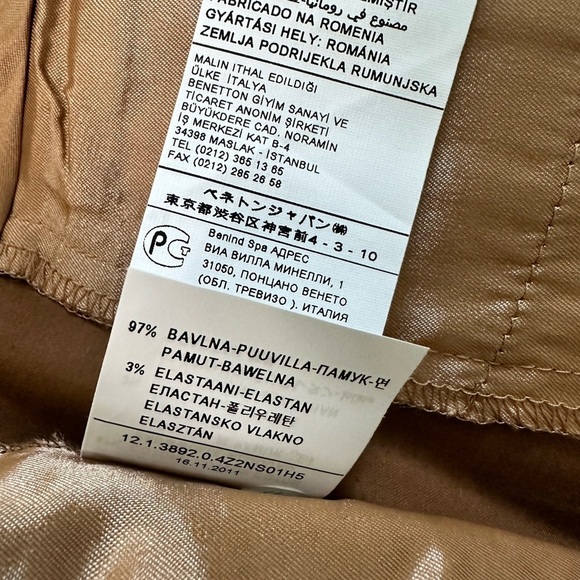 FABRICADO NA ROMENIA
GYÁRTÁSI HELY: ROMÁNIA
ZEMLJA PODRIJEKLA RUMUNJSKA
MALIN ITHAL EDILDIĞI
ÜLKE İTALYA
BENETTON GİYİM SANAYİ VE
TİCARET ANONİM ŞİRKETİ
BÜYÜKDERE CAD. NORAMİN
İŞ MERKEZİ KAT B-4
34398 MASLAK - İSTANBUL
TEL (0212) 365 13 65
FAX (0212) 285 26 58
ベネトンジャパン㈱
東京都渋谷区神宮前4-3-10
Benind Spa АДРЕС
ВИА ВИЛЛА МИНЕЛЛИ, 1
31050, ПОНЦАНО ВЕНЕТО
(ОБЛ. ТРЕВИЗО), ИТАЛИЯ
97% BAVLNA-PUUVILLA-ПАМУК-면
PAMUT-BAWELNA
3% ELASTAANI-ELASTAN
ЕЛАСТАН-폴리우레탄
ELASTANSKO VLAKNO
ELASZTÁN
12.1.3892.0.4Z2NS01H5
16.11.2011